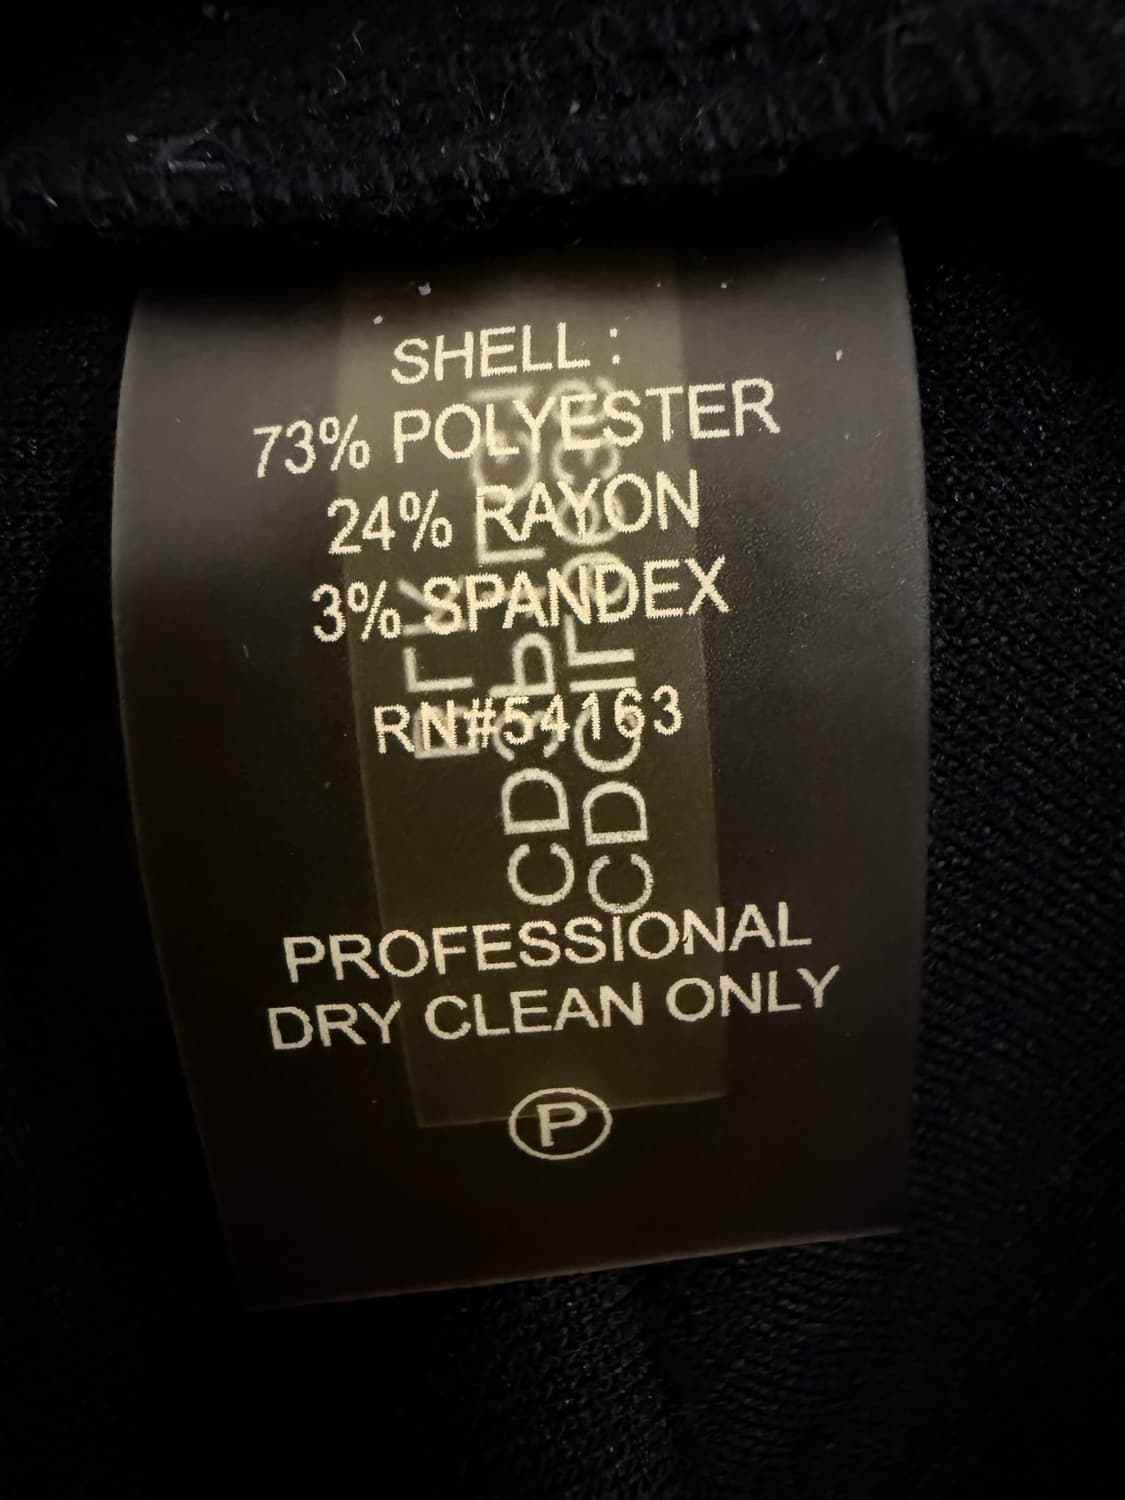 SHELL :
73% POLYESTER
24% RAYON
3% SPANDEX
RN#54163
PROFESSIONAL
DRY CLEAN ONLY
P